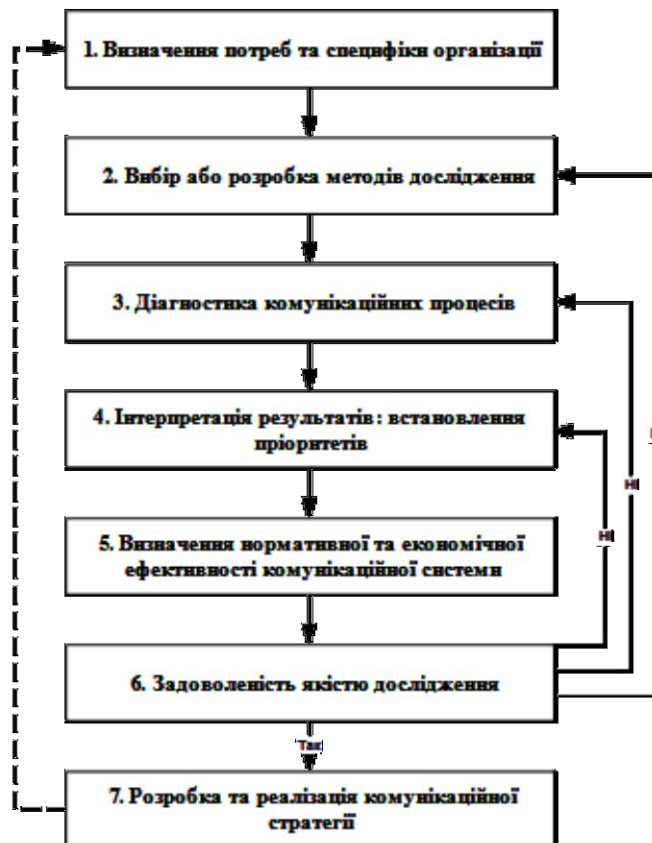 1. Визначення потреб та специфіки організації
2. Вибір або розробка методів дослідження
3. Діагностика комунікаційних процесів
4. Інтерпретація результатів: встановлення
пріоритетів
5. Визначення нормативної та економічної
ефективності комунікаційної системи
6. Задоволеність якістю дослідження
7. Розробка та реалізація комунікаційної
стратегії
Ні
Ні
Так